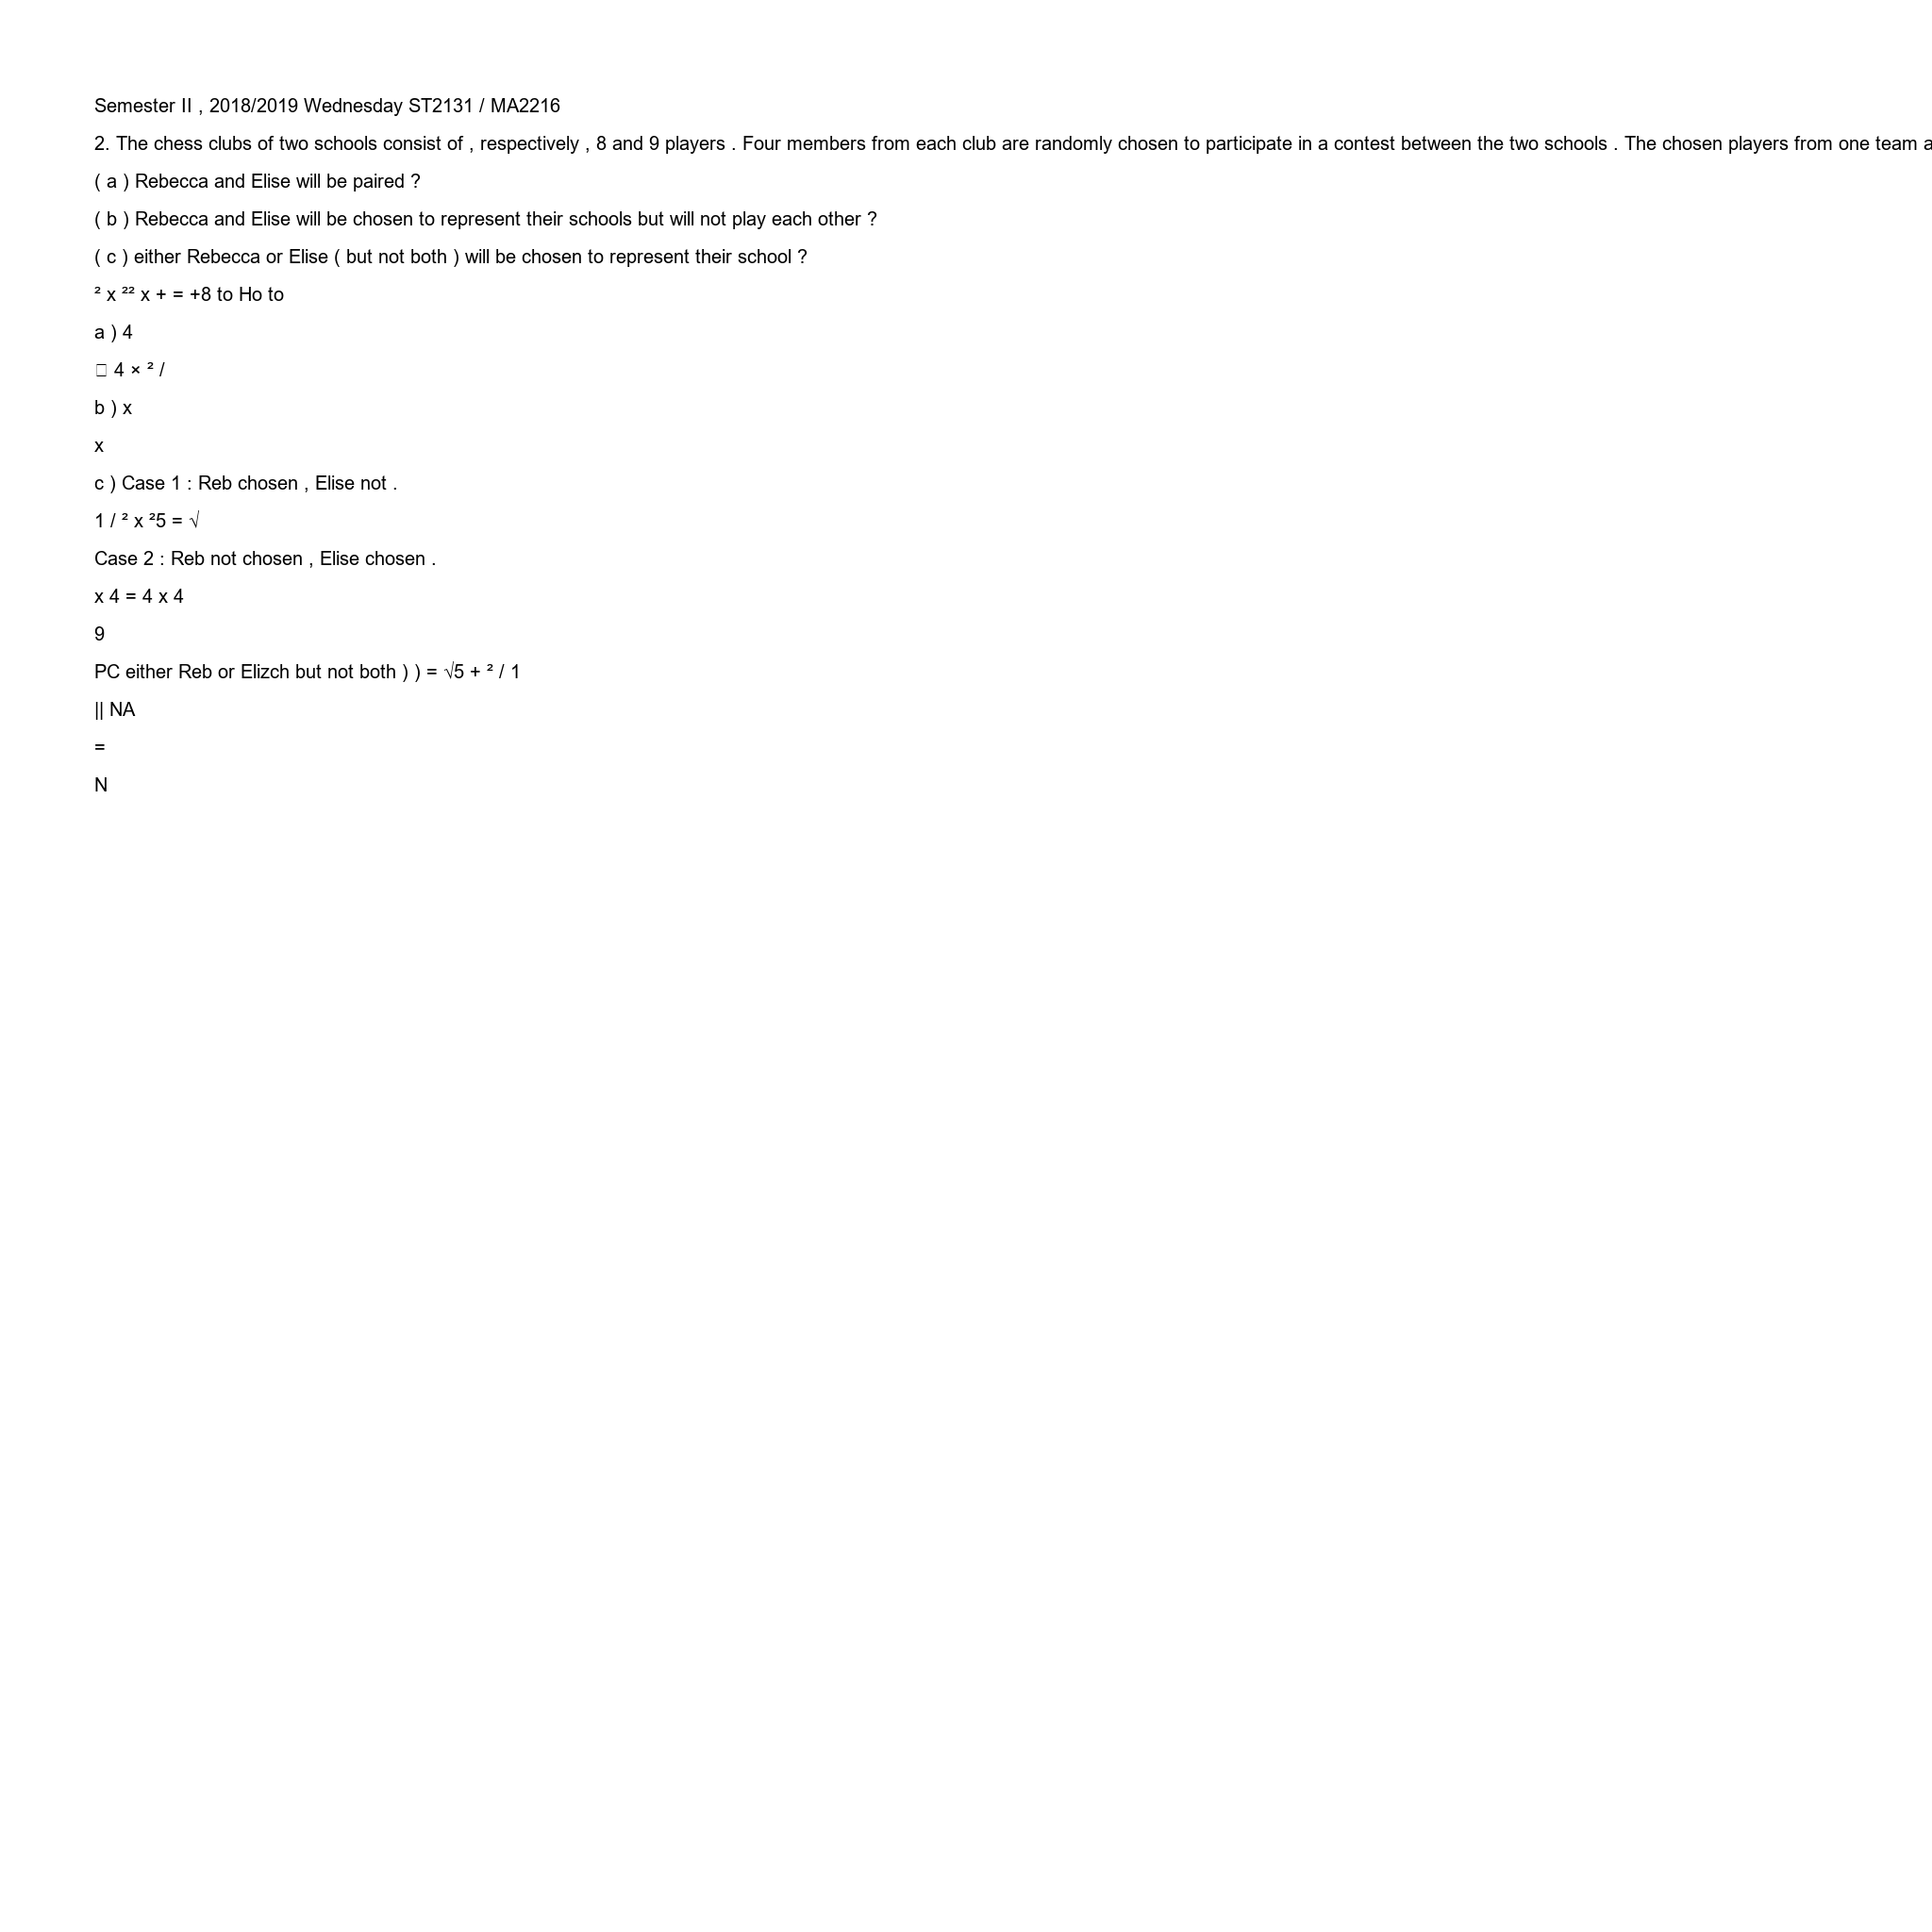 Semester II , 2018/2019 Wednesday ST2131 / MA2216
2. The chess clubs of two schools consist of , respectively , 8 and 9 players . Four members from each club are randomly chosen to participate in a contest between the two schools . The chosen players from one team a
( a ) Rebecca and Elise will be paired ?
( b ) Rebecca and Elise will be chosen to represent their schools but will not play each other ?
( c ) either Rebecca or Elise ( but not both ) will be chosen to represent their school ?
² x ²² x + = +8 to Ho to
a ) 4
□ 4 × ² /
b ) x
x
c ) Case 1 : Reb chosen , Elise not .
1 / ² x ²5 = √
Case 2 : Reb not chosen , Elise chosen .
x 4 = 4 x 4
9
PC either Reb or Elizch but not both ) ) = √5 + ² / 1
|| NA
=
N